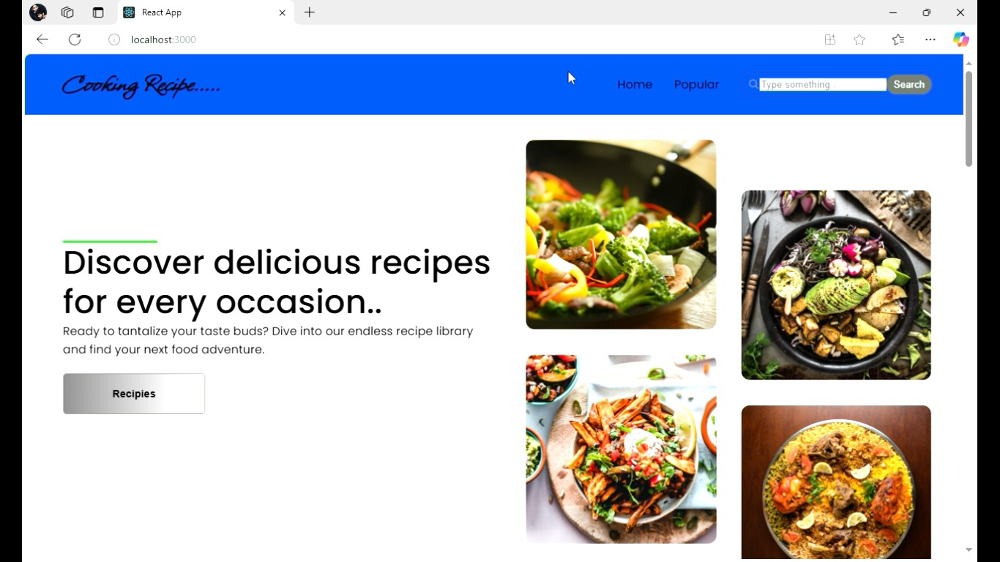 React App
localhost:3000
Cooking Recipe.....
Home
Popular
Type something..
Search
Discover delicious recipes
for every occasion..
Ready to tantalize your taste buds? Dive into our endless recipe library
and find your next food adventure.
Recipies